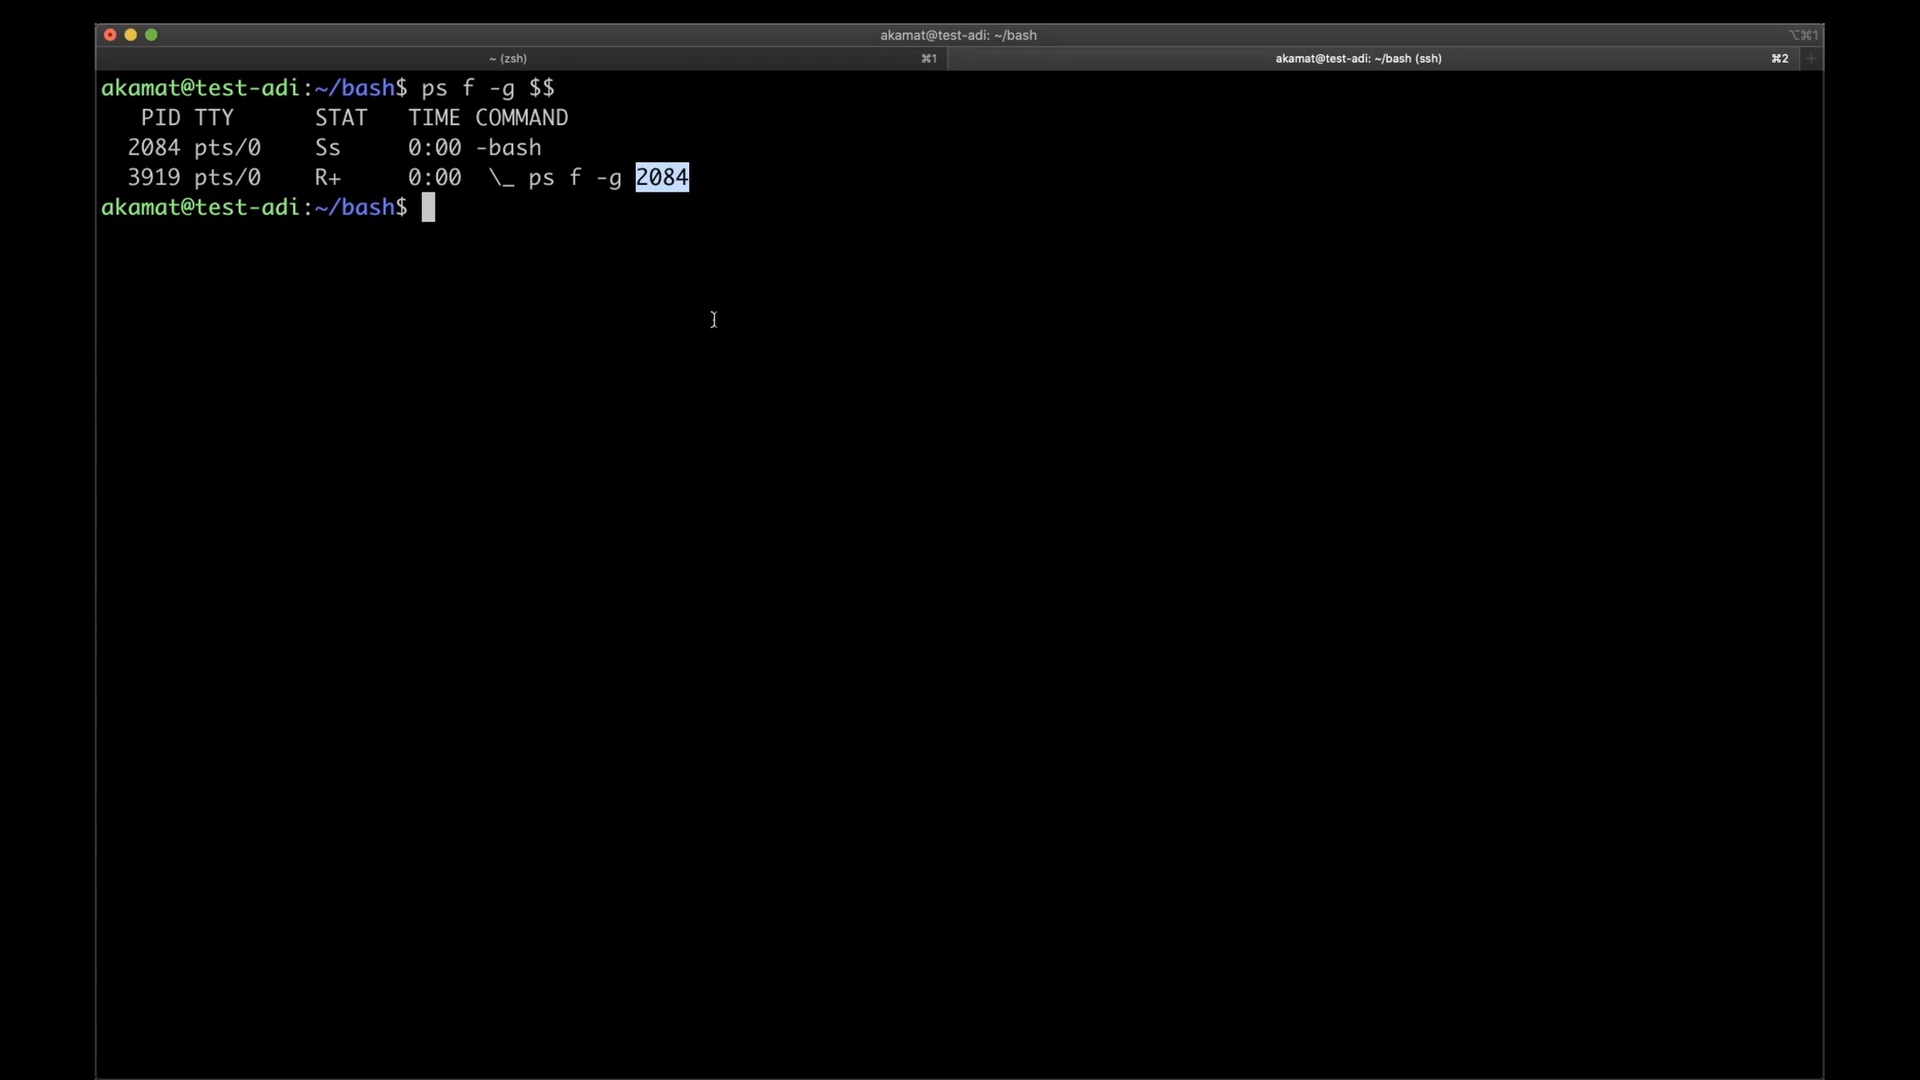 akamat@test-adi: ~/bash
⌥⌘1
~ (zsh)
⌘1
akamat@test-adi: ~/bash (ssh)
⌘2
+
akamat@test-adi:~/bash$ ps f -g $$
PID TTY STAT TIME COMMAND
2084 pts/0 Ss 0:00 -bash
3919 pts/0 R+ 0:00 \_ ps f -g 2084
akamat@test-adi:~/bash$